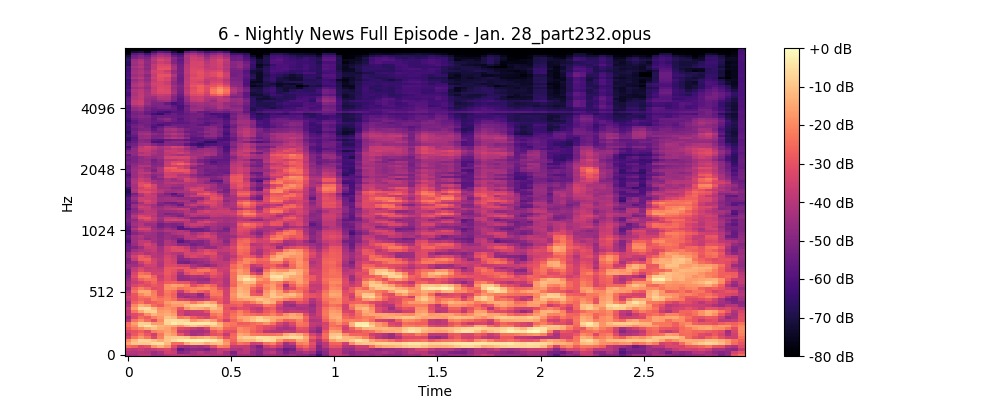 6 - Nightly News Full Episode - Jan. 28_part232.opus
Hz
4096
2048
1024
512
0
0 0.5 1 1.5 2 2.5
Time
+0 dB
-10 dB
-20 dB
-30 dB
-40 dB
-50 dB
-60 dB
-70 dB
-80 dB